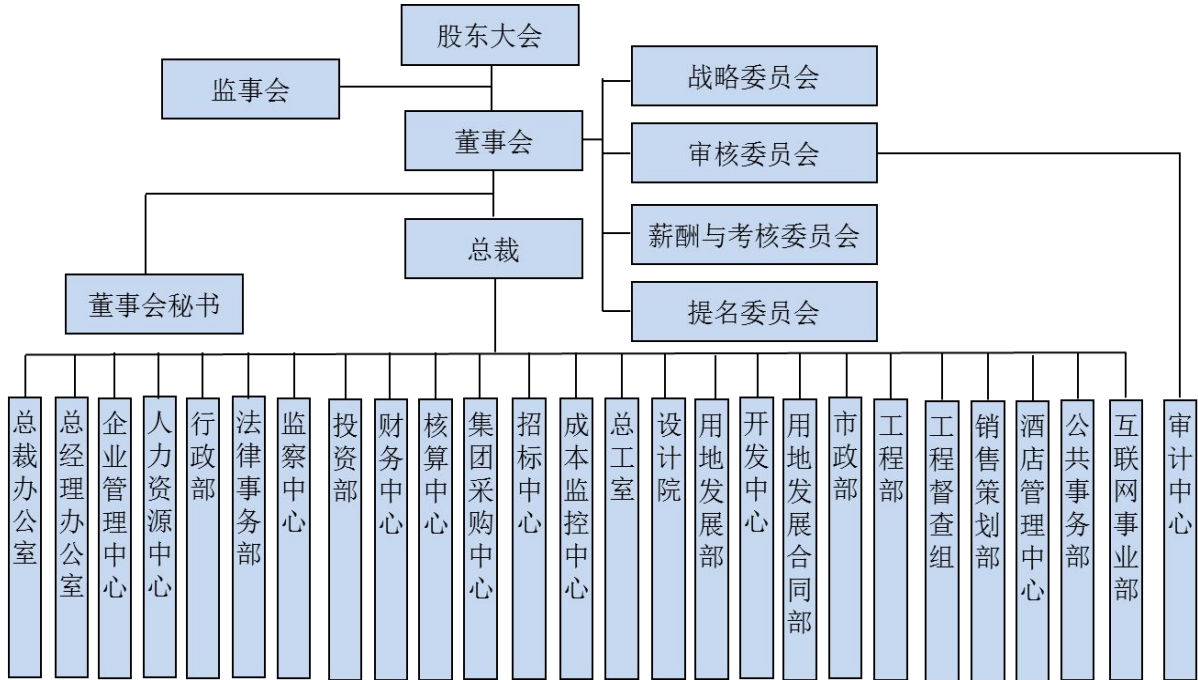 股东大会
监事会
战略委员会
董事会
审核委员会
总裁
薪酬与考核委员会
董事会秘书
提名委员会
总裁办公室
总经理办公室
企业管理中心
人力资源中心
行政部
法律事务部
监察中心
投资部
财务中心
核算中心
集团采购中心
招标中心
成本监控中心
总工室
设计院
用地发展部
开发中心
用地发展合同部
市政部
工程部
工程督查组
销售策划部
酒店管理中心
公共事务部
互联网事业部
审计中心